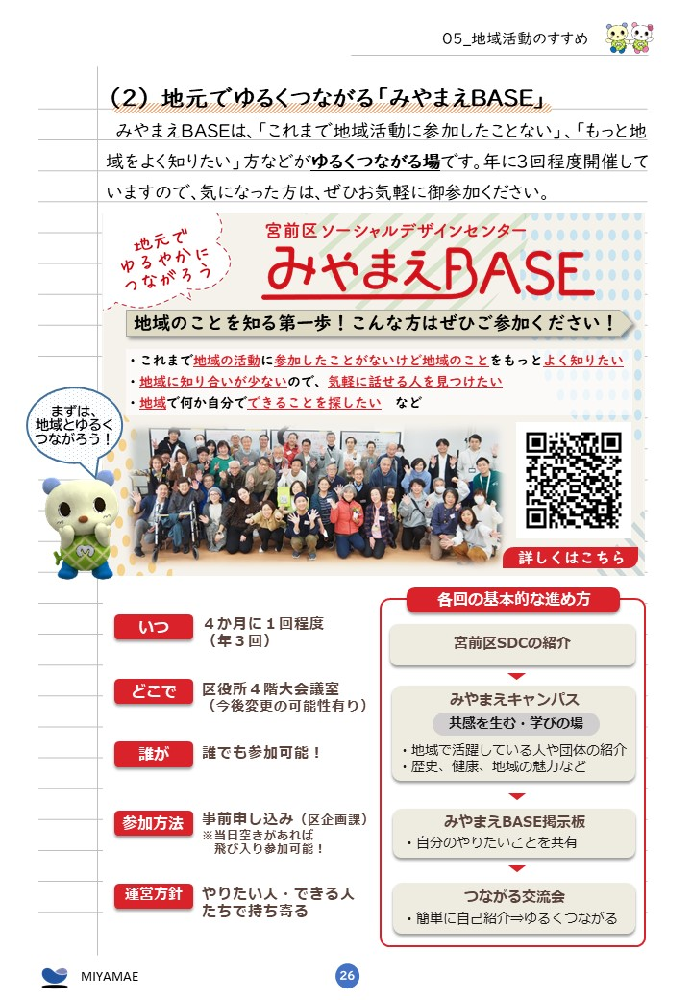 05_地域活動のすすめ
（2） 地元でゆるくつながる「みやまえBASE」
みやまえBASEは、「これまで地域活動に参加したことない」、「もっと地
域をよく知りたい」方などがゆるくつながる場です。年に3回程度開催して
いますので、気になった方は、ぜひお気軽に御参加ください。
地元で
ゆるやかに
つながろう
宮前区ソーシャルデザインセンター
みやまえBASE
地域のことを知る第一歩！こんな方はぜひご参加ください！
・これまで地域の活動に参加したことがないけど地域のことをもっとよく知りたい
・地域に知り合いが少ないので、気軽に話せる人を見つけたい
・地域で何か自分でできることを探したい　など
まずは、
地域とゆるく
つながろう！
詳しくはこちら
いつ
４か月に１回程度
（年３回）
どこで
区役所４階大会議室
（今後変更の可能性有り）
誰が
誰でも参加可能！
参加方法
事前申し込み（区企画課）
※当日空きがあれば
飛び入り参加可能！
運営方針
やりたい人・できる人
たちで持ち寄る
各回の基本的な進め方
宮前区SDCの紹介
みやまえキャンパス
共感を生む・学びの場
・地域で活躍している人や団体の紹介
・歴史、健康、地域の魅力など
みやまえBASE掲示板
・自分のやりたいことを共有
つながる交流会
・簡単に自己紹介⇒ゆるくつながる
MIYAMAE
26